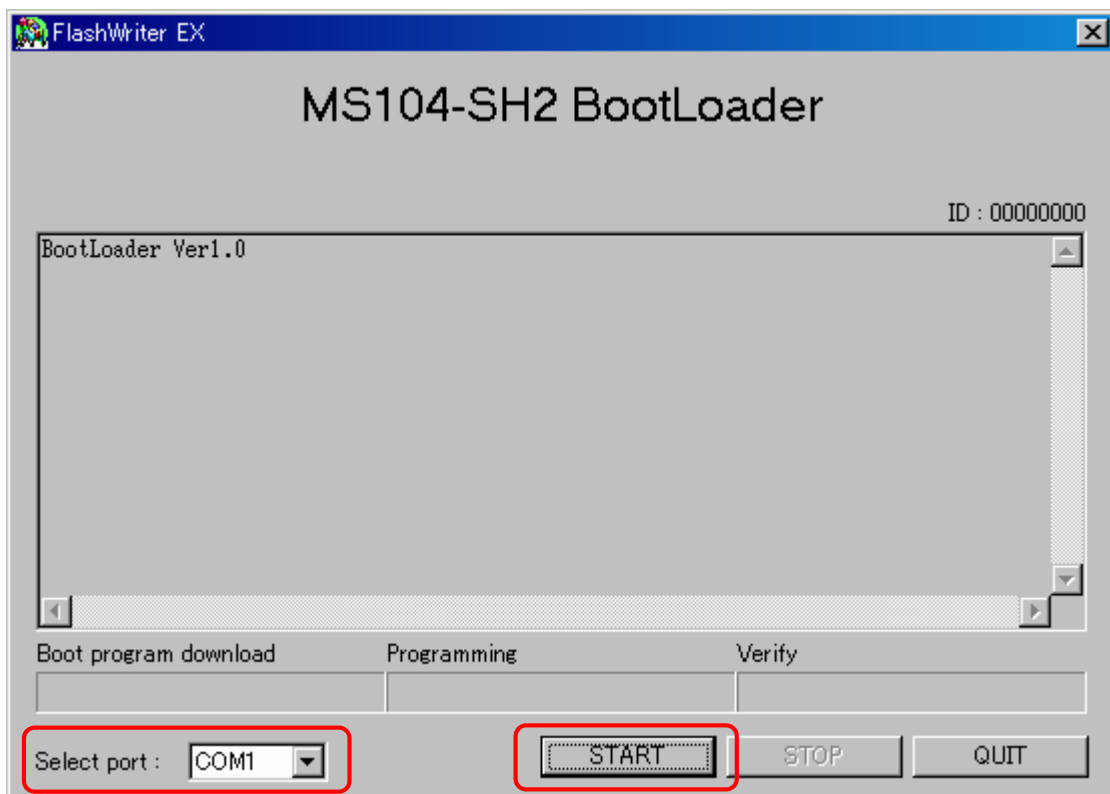 FlashWriter EX
MS104-SH2 BootLoader
ID : 00000000
BootLoader Ver1.0
Boot program download Programming Verify
Select port : COM1 START STOP QUIT